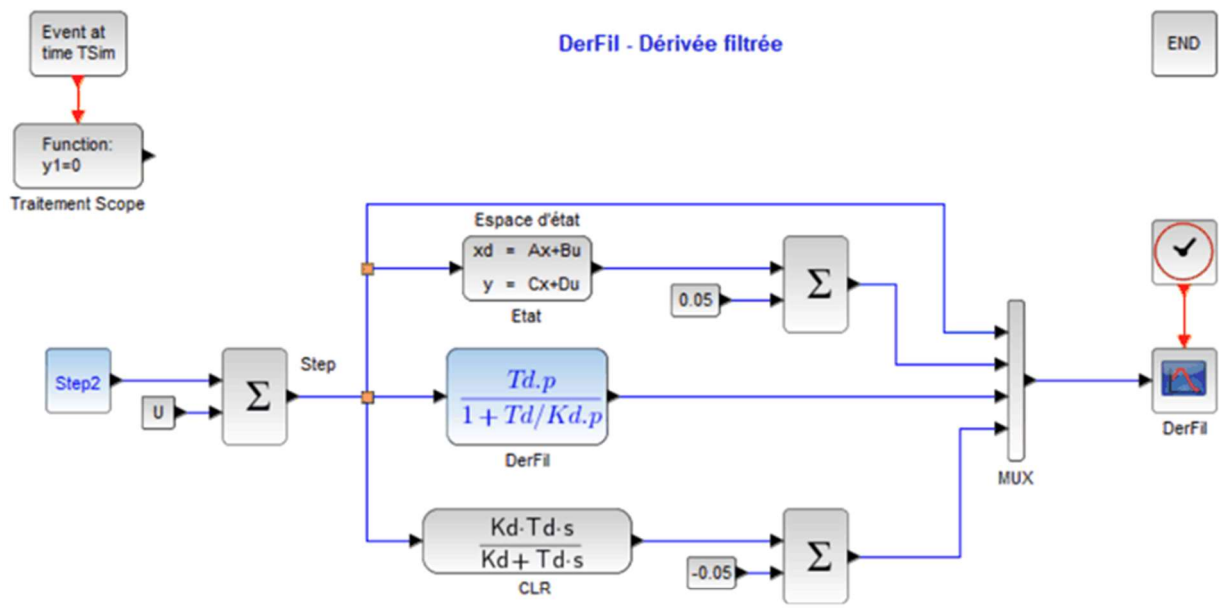 Event at
time TSim
DerFil - Dérivée filtrée
END
Function:
y1=0
Traitement Scope
Espace d'état
xd = Ax+Bu
y = Cx+Du
Etat
0.05
Σ
Step2
U
Σ
Step
Td.p
1 + Td/Kd.p
DerFil
MUX
DerFil
Kd·Td·s
Kd+Td·s
CLR
-0.05
Σ